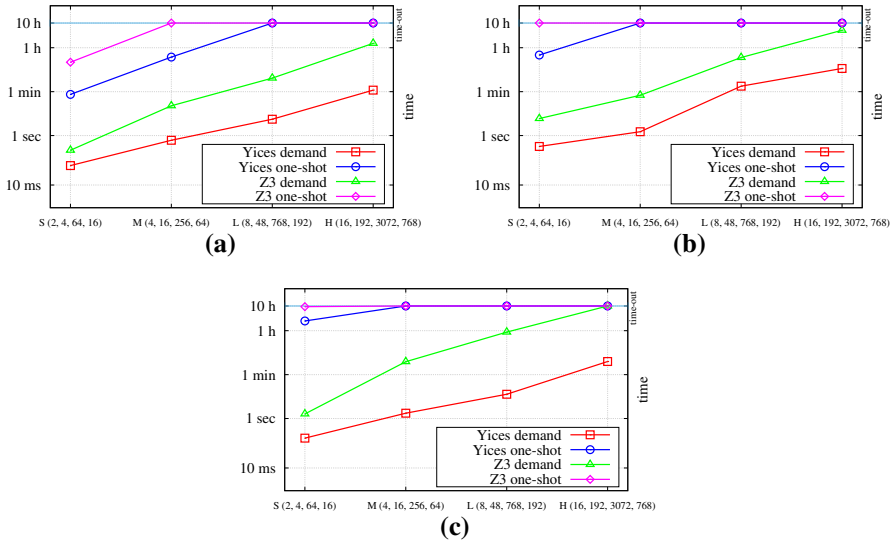 10 h
1 h
1 min
1 sec
10 ms
time-out
time
Yices demand
Yices one-shot
Z3 demand
Z3 one-shot
S (2, 4, 64, 16)
M (4, 16, 256, 64)
L (8, 48, 768, 192)
H (16, 192, 3072, 768)
(a)
10 h
1 h
1 min
1 sec
10 ms
time-out
time
Yices demand
Yices one-shot
Z3 demand
Z3 one-shot
S (2, 4, 64, 16)
M (4, 16, 256, 64)
L (8, 48, 768, 192)
H (16, 192, 3072, 768)
(b)
10 h
1 h
1 min
1 sec
10 ms
time-out
time
Yices demand
Yices one-shot
Z3 demand
Z3 one-shot
S (2, 4, 64, 16)
M (4, 16, 256, 64)
L (8, 48, 768, 192)
H (16, 192, 3072, 768)
(c)